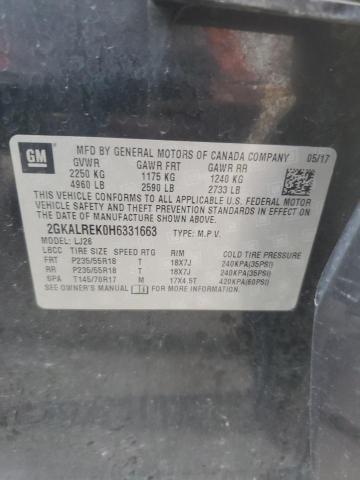 GM
MFD BY GENERAL MOTORS OF CANADA COMPANY 05/17
GVWR GAWR FRT GAWR RR
2250 KG 1175 KG 1240 KG
4960 LB 2590 LB 2733 LB
THIS VEHICLE CONFORMS TO ALL APPLICABLE U.S. FEDERAL MOTOR
VEHICLE SAFETY, BUMPER, AND THEFT PREVENTION STANDARDS IN
EFFECT ON THE DATE OF MANUFACTURE SHOWN ABOVE.
2GKALREK0H6331663 TYPE: M.P.V.
MODEL: LJ26
LOCC TIRE SIZE SPEED RTG RIM COLD TIRE PRESSURE
FRT P235/55R18 T 18X7J 240KPA(35PSI)
RR P235/55R18 T 18X7J 240KPA(35PSI)
SPA T145/70R17 M 17X4.5T 420KPA(60PSI)
SEE OWNER'S MANUAL FOR MORE INFORMATION